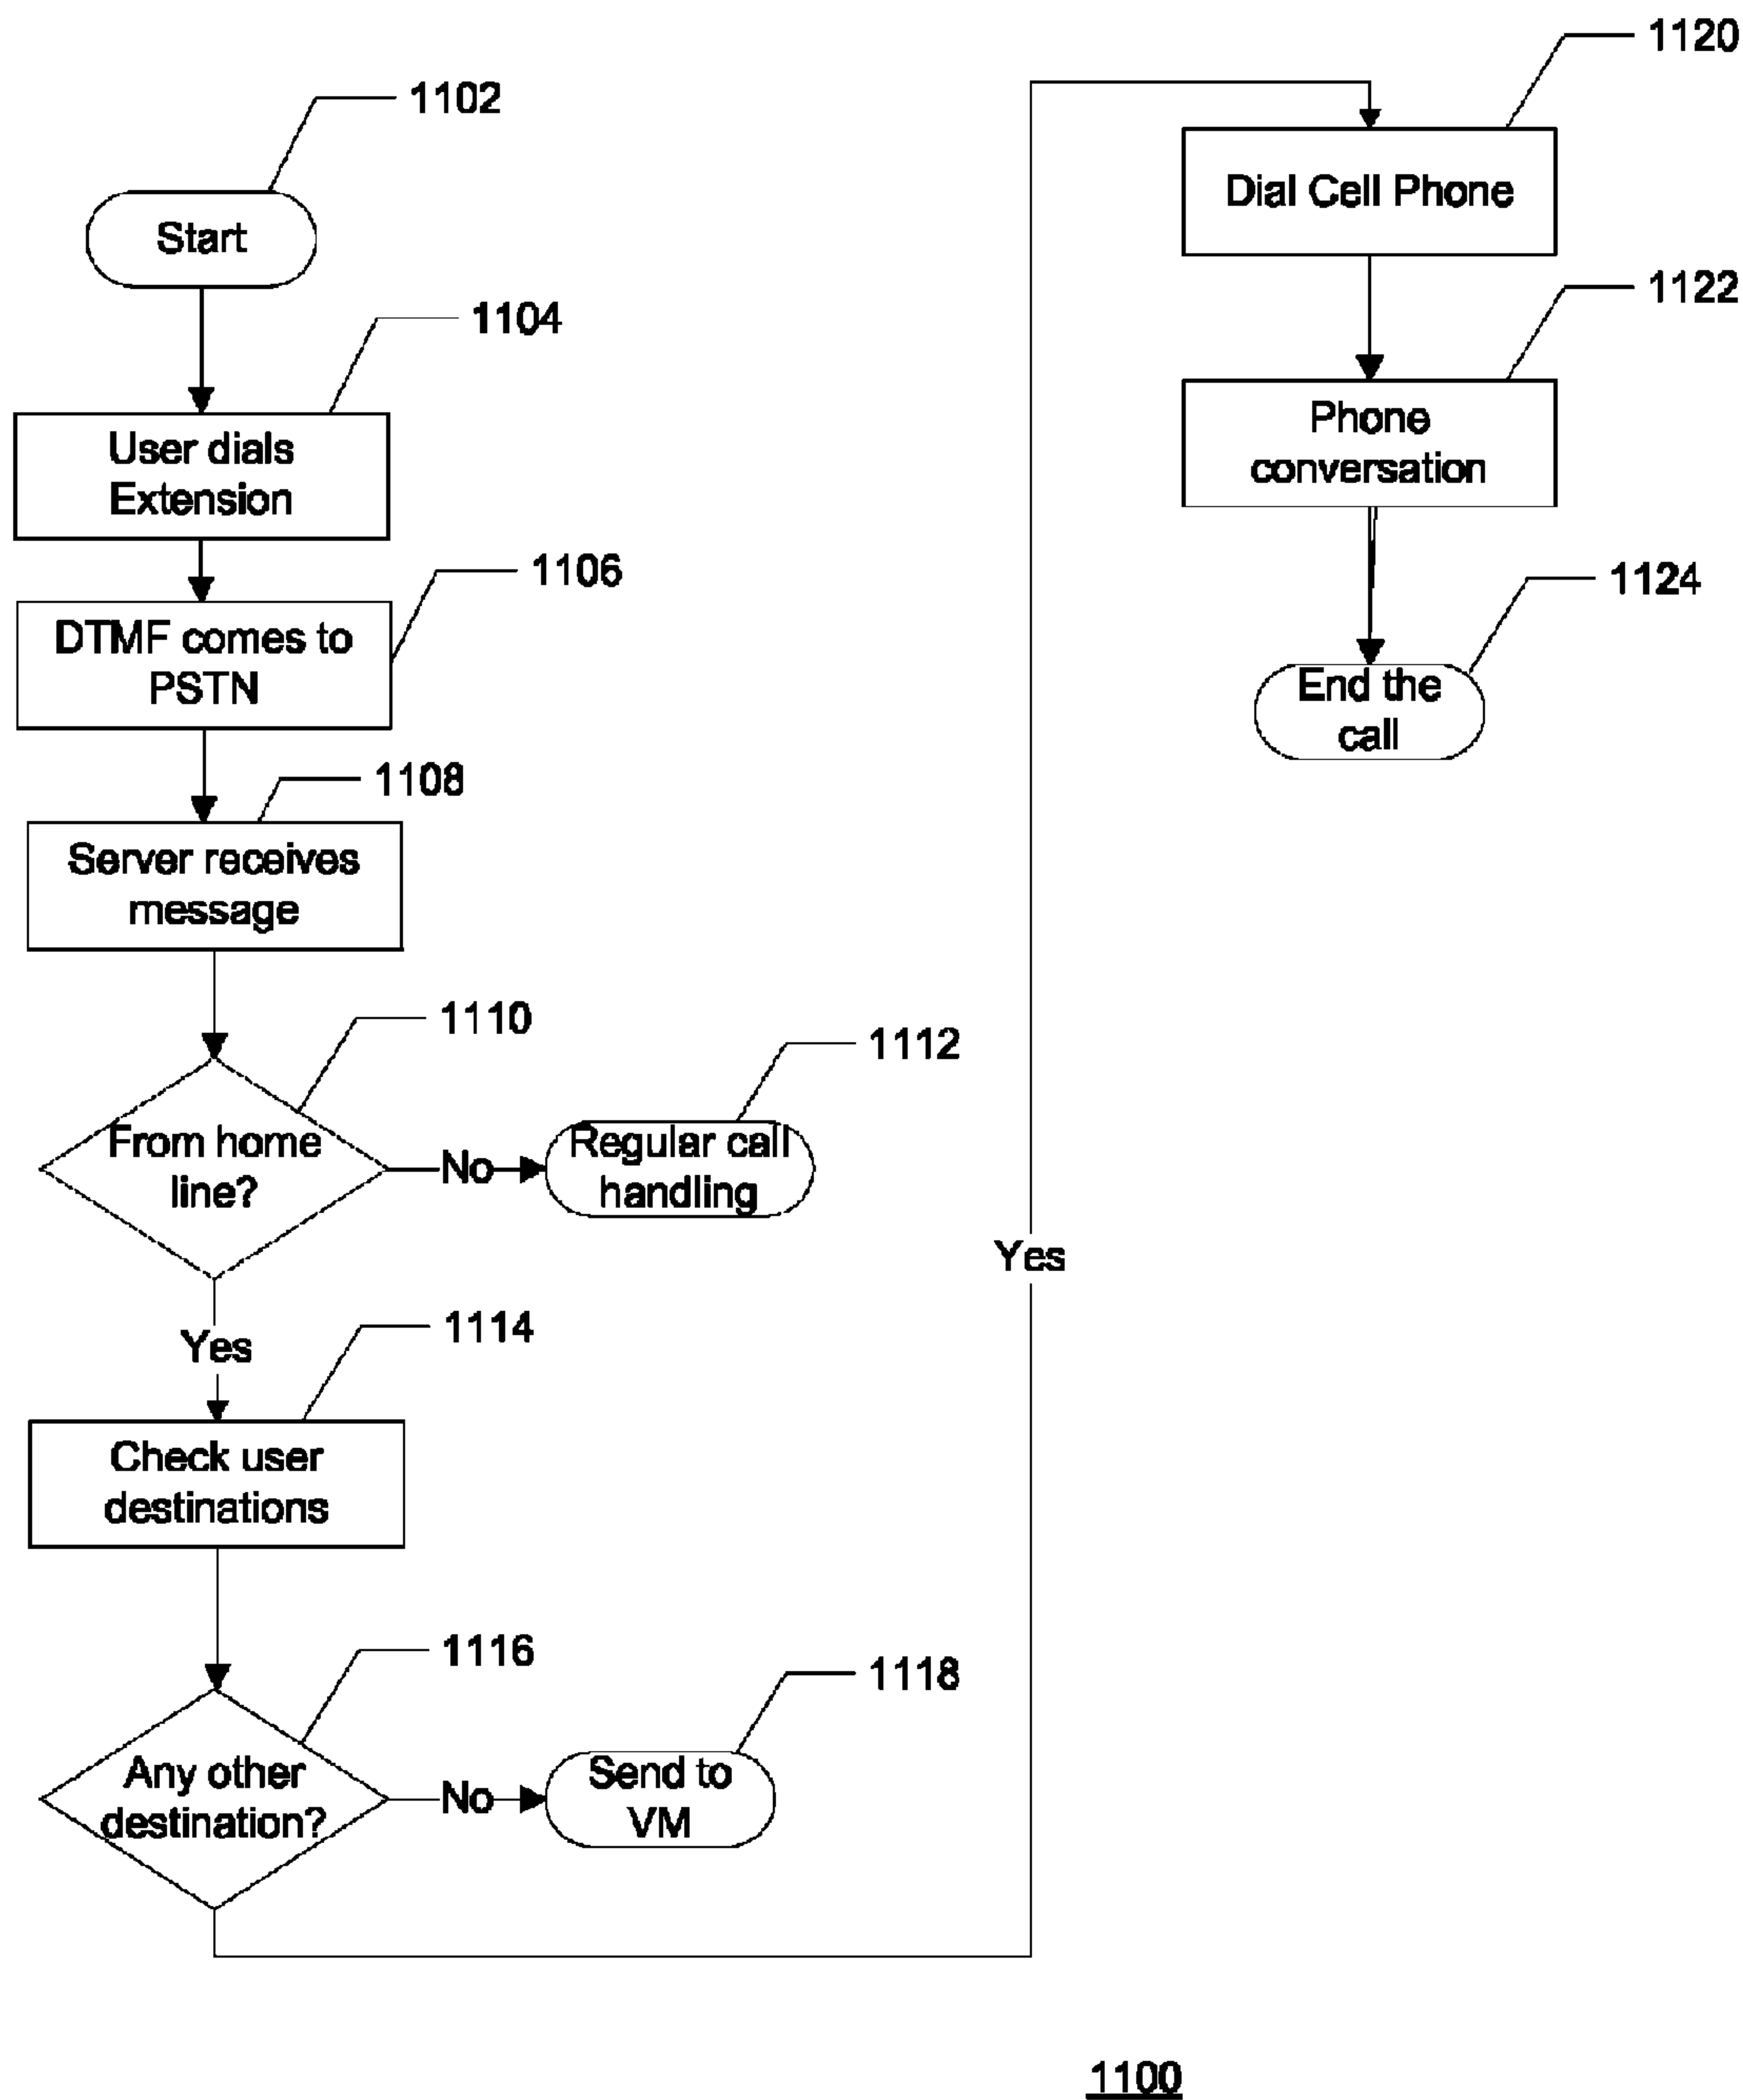 1102
Start
1104
User dials
Extension
1106
DTMF comes to
PSTN
1108
Server receives
message
1110
From home
line?
No
1112
Regular call
handling
Yes
1114
Check user
destinations
1116
Any other
destination?
No
1118
Send to
VM
Yes
1120
Dial Cell Phone
1122
Phone
conversation
1124
End the
call
1100